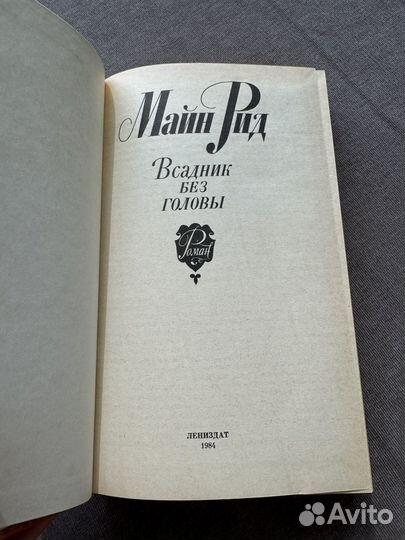 Майн Рид
Всадник
БЕЗ
ГОЛОВЫ
Роман
ЛЕНИЗДАТ
1984
Avito